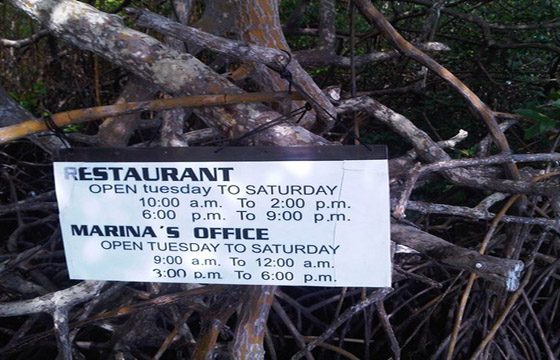 RESTAURANT
OPEN tuesday TO SATURDAY
10:00 a.m. To 2:00 p.m.
6:00 p.m. To 9:00 p.m.
MARINA´S OFFICE
OPEN TUESDAY TO SATURDAY
9:00 a.m. To 12:00 a.m.
3:00 p.m. To 6:00 p.m.